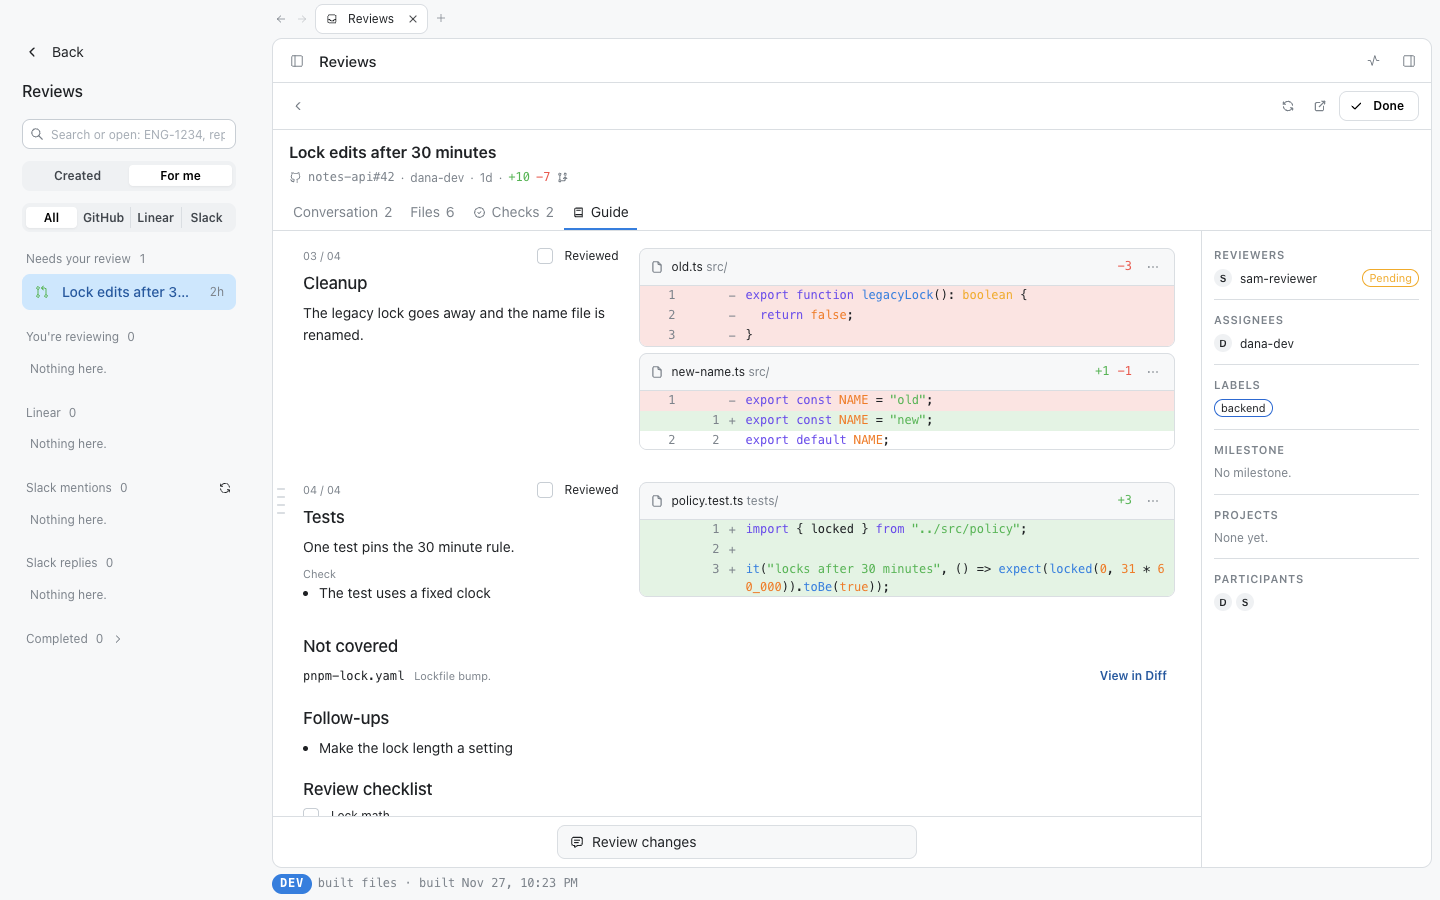 Reviews
Back
Reviews
Search or open: ENG-1234, rep
Created
For me
All
GitHub
Linear
Slack
Needs your review 1
Lock edits after 3... 2h
You're reviewing 0
Nothing here.
Linear 0
Nothing here.
Slack mentions 0
Nothing here.
Slack replies 0
Nothing here.
Completed 0
Reviews
Done
Lock edits after 30 minutes
notes-api#42 · dana-dev · 1d · +10 −7
Conversation 2
Files 6
Checks 2
Guide
03 / 04
Reviewed
Cleanup
The legacy lock goes away and the name file is
renamed.
old.ts src/ −3 ···
1 − export function legacyLock(): boolean {
2 − return false;
3 − }
new-name.ts src/ +1 −1 ···
1 − export const NAME = "old";
1 + export const NAME = "new";
2 2 export default NAME;
04 / 04
Reviewed
Tests
One test pins the 30 minute rule.
Check
• The test uses a fixed clock
policy.test.ts tests/ +3 ···
1 + import { locked } from "../src/policy";
2 +
3 + it("locks after 30 minutes", () => expect(locked(0, 31 * 6
0_000)).toBe(true));
Not covered
pnpm-lock.yaml Lockfile bump.
View in Diff
Follow-ups
• Make the lock length a setting
Review checklist
Lock math
Review changes
REVIEWERS
S sam-reviewer Pending
ASSIGNEES
D dana-dev
LABELS
backend
MILESTONE
No milestone.
PROJECTS
None yet.
PARTICIPANTS
D S
DEV built files · built Nov 27, 10:23 PM